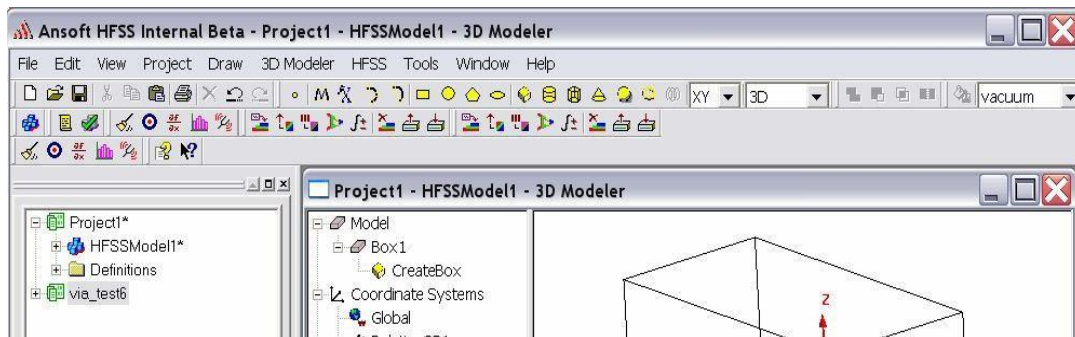 Ansoft HFSS Internal Beta - Project1 - HFSSModel1 - 3D Modeler
File Edit View Project Draw 3D Modeler HFSS Tools Window Help
XY 3D vacuum
Project1 - HFSSModel1 - 3D Modeler
Project1*
HFSSModel1*
Definitions
via_test6
Model
Box1
CreateBox
Coordinate Systems
Global
Z